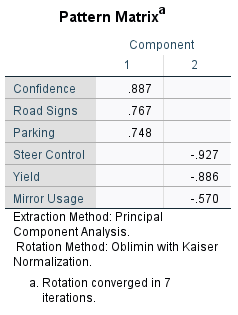 Pattern Matrixa
Component
1 2
Confidence .887
Road Signs .767
Parking .748
Steer Control -.927
Yield -.886
Mirror Usage -.570
Extraction Method: Principal
Component Analysis.
Rotation Method: Oblimin with Kaiser
Normalization.
a. Rotation converged in 7
iterations.